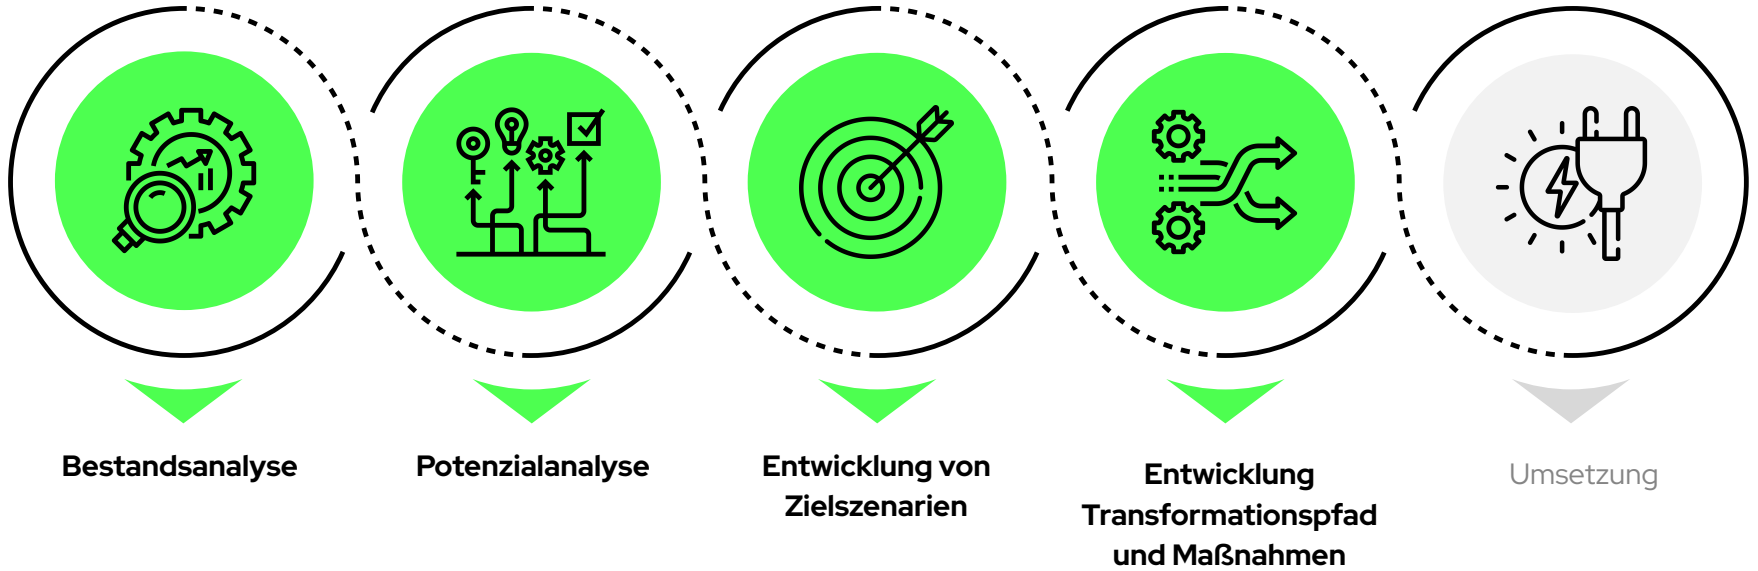 Bestandsanalyse
Potenzialanalyse
Entwicklung von
Zielszenarien
Entwicklung
Transformationspfad
und Maßnahmen
Umsetzung